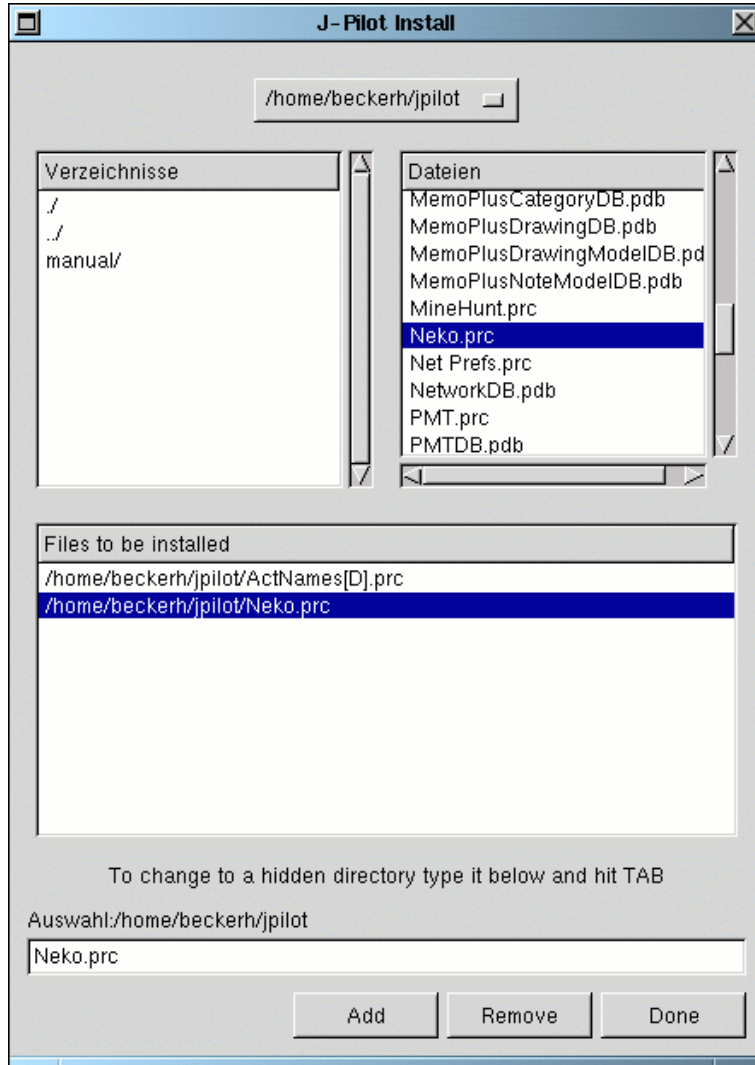 J-Pilot Install
/home/beckerh/jpilot
Verzeichnisse
./
../
manual/
Dateien
MemoPlusCategoryDB.pdb
MemoPlusDrawingDB.pdb
MemoPlusDrawingModelDB.pd
MemoPlusNoteModelDB.pdb
MineHunt.prc
Neko.prc
Net Prefs.prc
NetworkDB.pdb
PMT.prc
PMTDB.pdb
Files to be installed
/home/beckerh/jpilot/ActNames[D].prc
/home/beckerh/jpilot/Neko.prc
To change to a hidden directory type it below and hit TAB
Auswahl:/home/beckerh/jpilot
Neko.prc
Add Remove Done